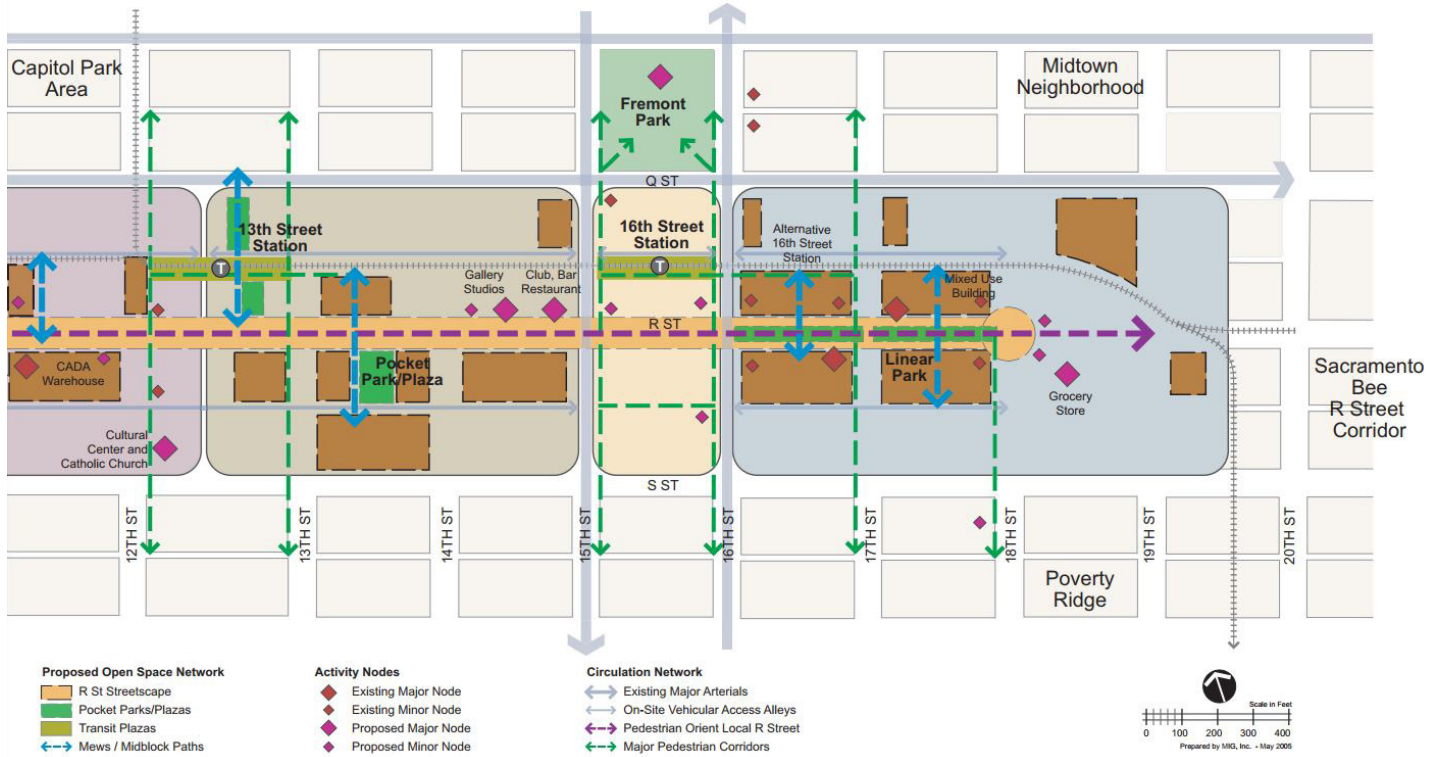 Capitol Park
Area
Fremont
Park
Midtown
Neighborhood
Q ST
13th Street
Station
16th Street
Station
Alternative
16th Street
Station
T
T
Gallery
Studios
Club, Bar
Restaurant
Mixed Use
Building
R ST
CADA
Warehouse
Pocket
Park/Plaza
Linear
Park
Grocery
Store
Sacramento
Bee
R Street
Corridor
Cultural
Center and
Catholic Church
S ST
12TH ST
13TH ST
14TH ST
15TH ST
16TH ST
17TH ST
18TH ST
19TH ST
20TH ST
Poverty
Ridge
Proposed Open Space Network
R St Streetscape
Pocket Parks/Plazas
Transit Plazas
Mews / Midblock Paths
Activity Nodes
Existing Major Node
Existing Minor Node
Proposed Major Node
Proposed Minor Node
Circulation Network
Existing Major Arterials
On-Site Vehicular Access Alleys
Pedestrian Orient Local R Street
Major Pedestrian Corridors
Scale in Feet
0 100 200 300 400
Prepared by MIG, Inc. - May 2005